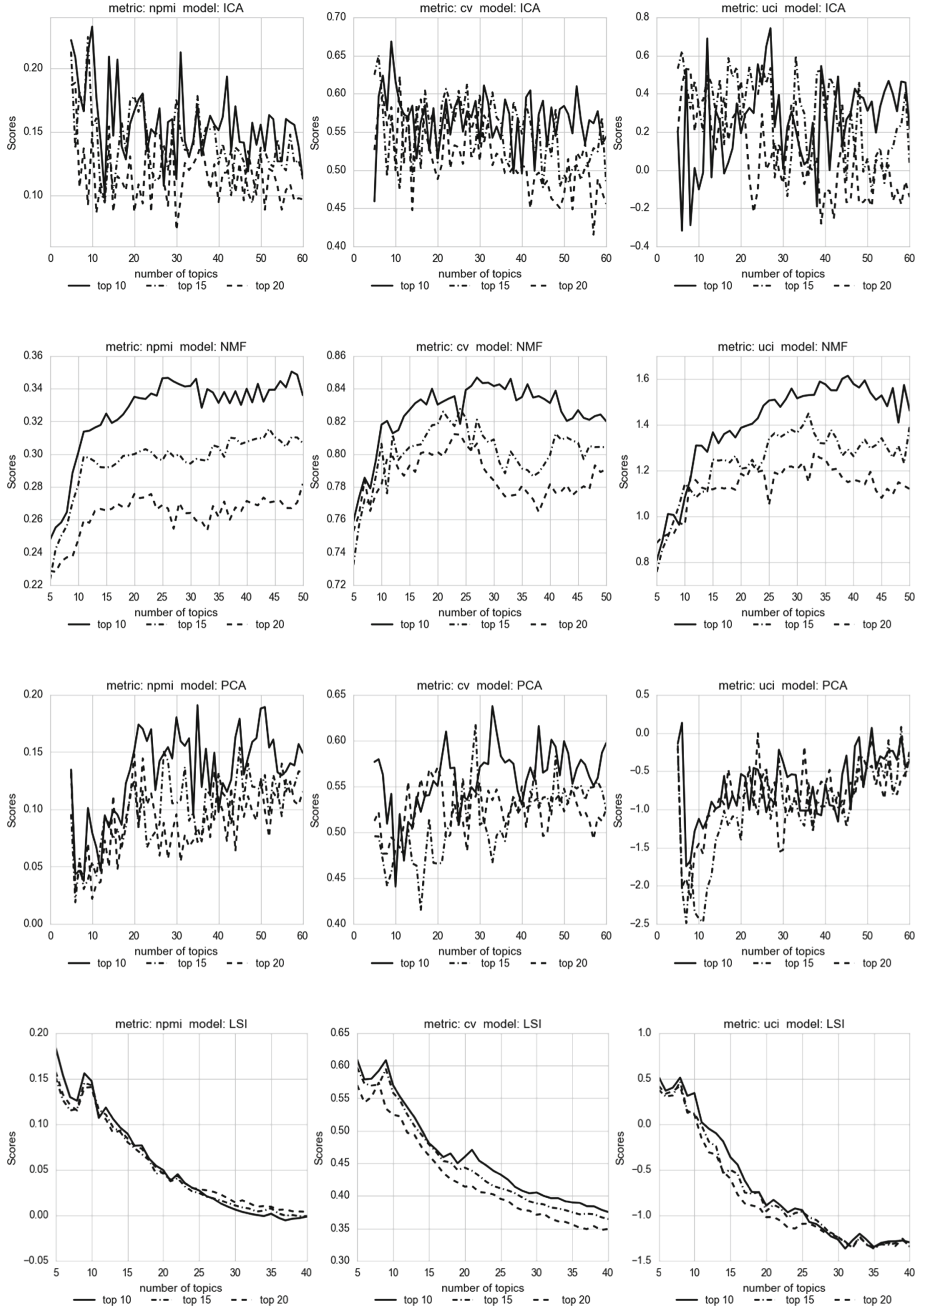 metric: npmi  model: ICA
0.20
0.15
0.10
Scores
0 10 20 30 40 50 60
number of topics
top 10 top 15 top 20
metric: cv  model: ICA
0.70
0.65
0.60
0.55
0.50
0.45
0.40
Scores
0 10 20 30 40 50 60
number of topics
top 10 top 15 top 20
metric: uci  model: ICA
0.8
0.6
0.4
0.2
0.0
−0.2
−0.4
Scores
0 10 20 30 40 50 60
number of topics
top 10 top 15 top 20
metric: npmi  model: NMF
0.36
0.34
0.32
0.30
0.28
0.26
0.24
0.22
Scores
5 10 15 20 25 30 35 40 45 50
number of topics
top 10 top 15 top 20
metric: cv  model: NMF
0.86
0.84
0.82
0.80
0.78
0.76
0.74
0.72
Scores
5 10 15 20 25 30 35 40 45 50
number of topics
top 10 top 15 top 20
metric: uci  model: NMF
1.6
1.4
1.2
1.0
0.8
Scores
5 10 15 20 25 30 35 40 45 50
number of topics
top 10 top 15 top 20
metric: npmi  model: PCA
0.20
0.15
0.10
0.05
0.00
Scores
0 10 20 30 40 50 60
number of topics
top 10 top 15 top 20
metric: cv  model: PCA
0.65
0.60
0.55
0.50
0.45
0.40
Scores
0 10 20 30 40 50 60
number of topics
top 10 top 15 top 20
metric: uci  model: PCA
0.5
0.0
−0.5
−1.0
−1.5
−2.0
−2.5
Scores
0 10 20 30 40 50 60
number of topics
top 10 top 15 top 20
metric: npmi  model: LSI
0.20
0.15
0.10
0.05
0.00
−0.05
Scores
5 10 15 20 25 30 35 40
number of topics
top 10 top 15 top 20
metric: cv  model: LSI
0.65
0.60
0.55
0.50
0.45
0.40
0.35
0.30
Scores
5 10 15 20 25 30 35 40
number of topics
top 10 top 15 top 20
metric: uci  model: LSI
1.0
0.5
0.0
−0.5
−1.0
−1.5
Scores
5 10 15 20 25 30 35 40
number of topics
top 10 top 15 top 20